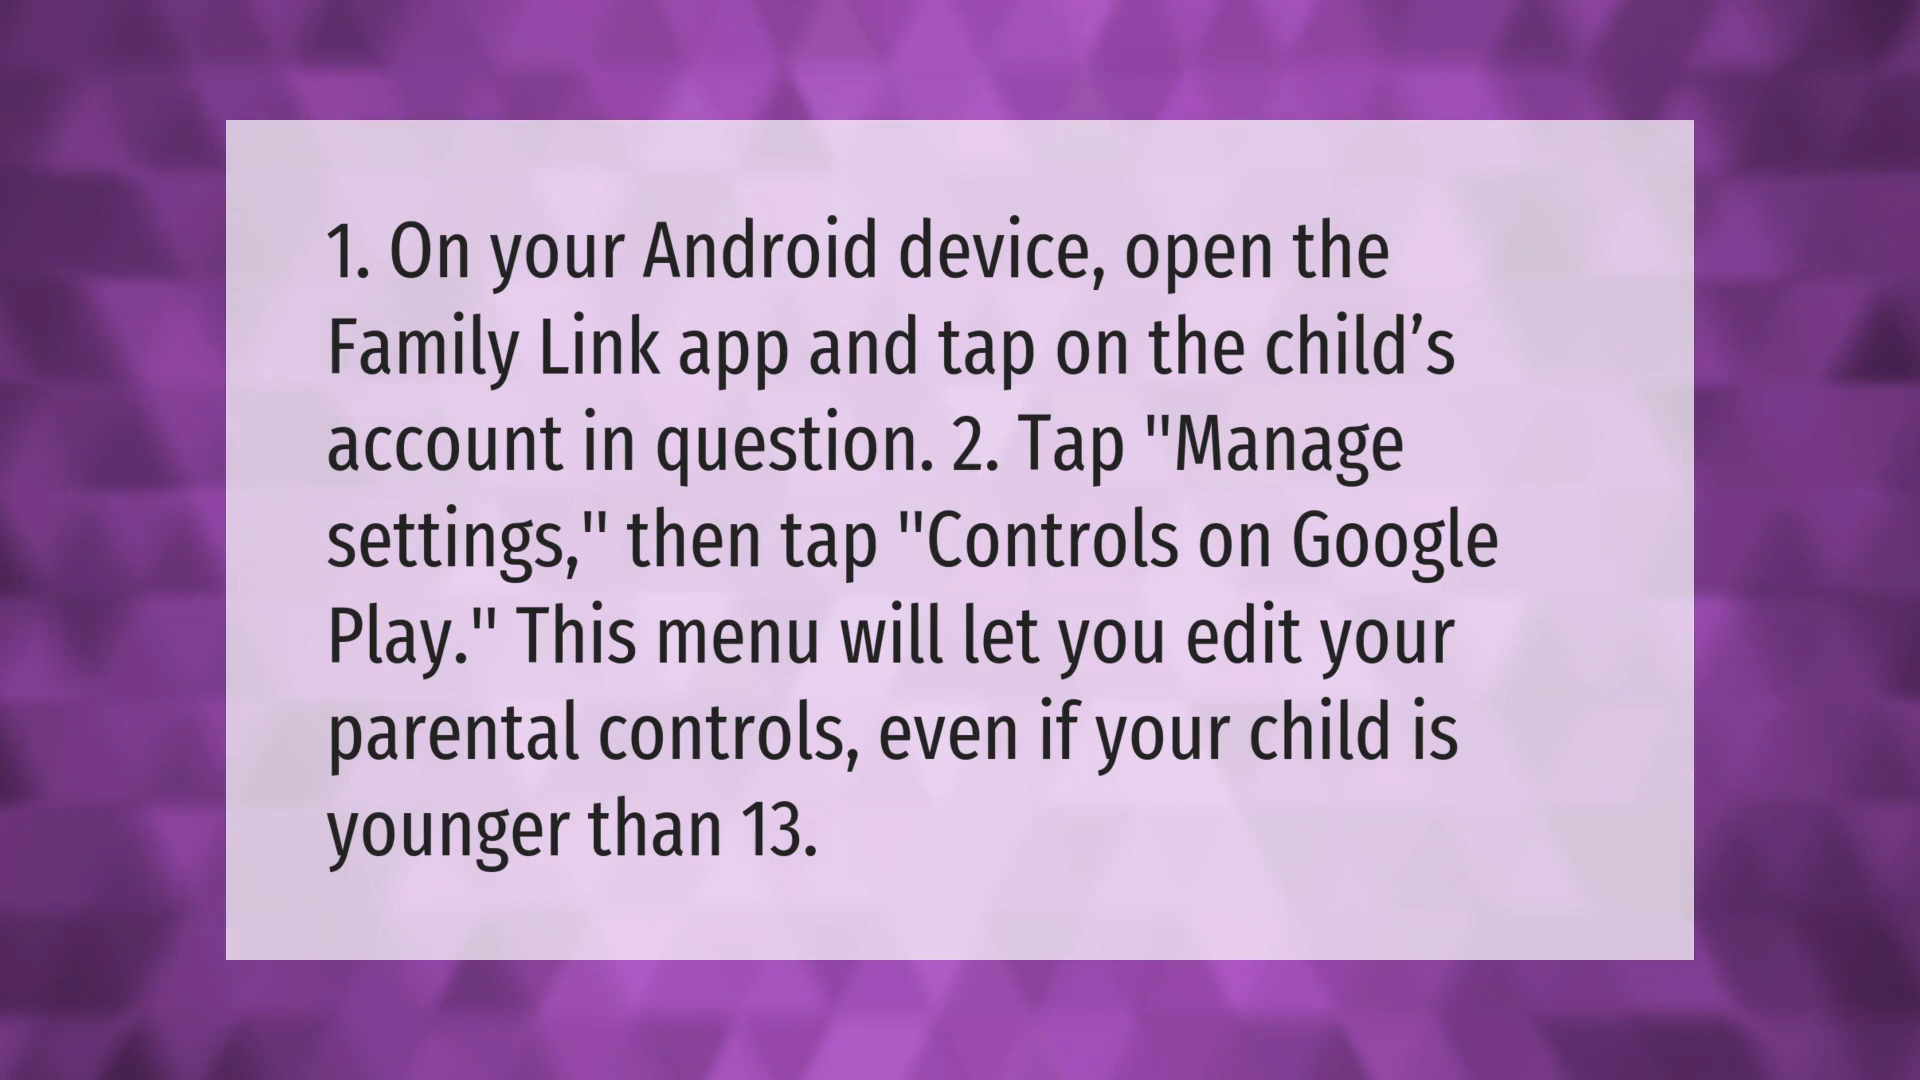 1. On your Android device, open the
Family Link app and tap on the child’s
account in question. 2. Tap "Manage
settings," then tap "Controls on Google
Play." This menu will let you edit your
parental controls, even if your child is
younger than 13.